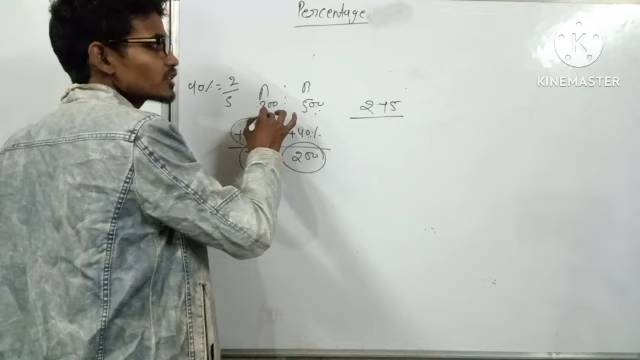 Percentage
KINEMASTER
40% = 2/5
n : n
200 : 500
2+5
+40%
200